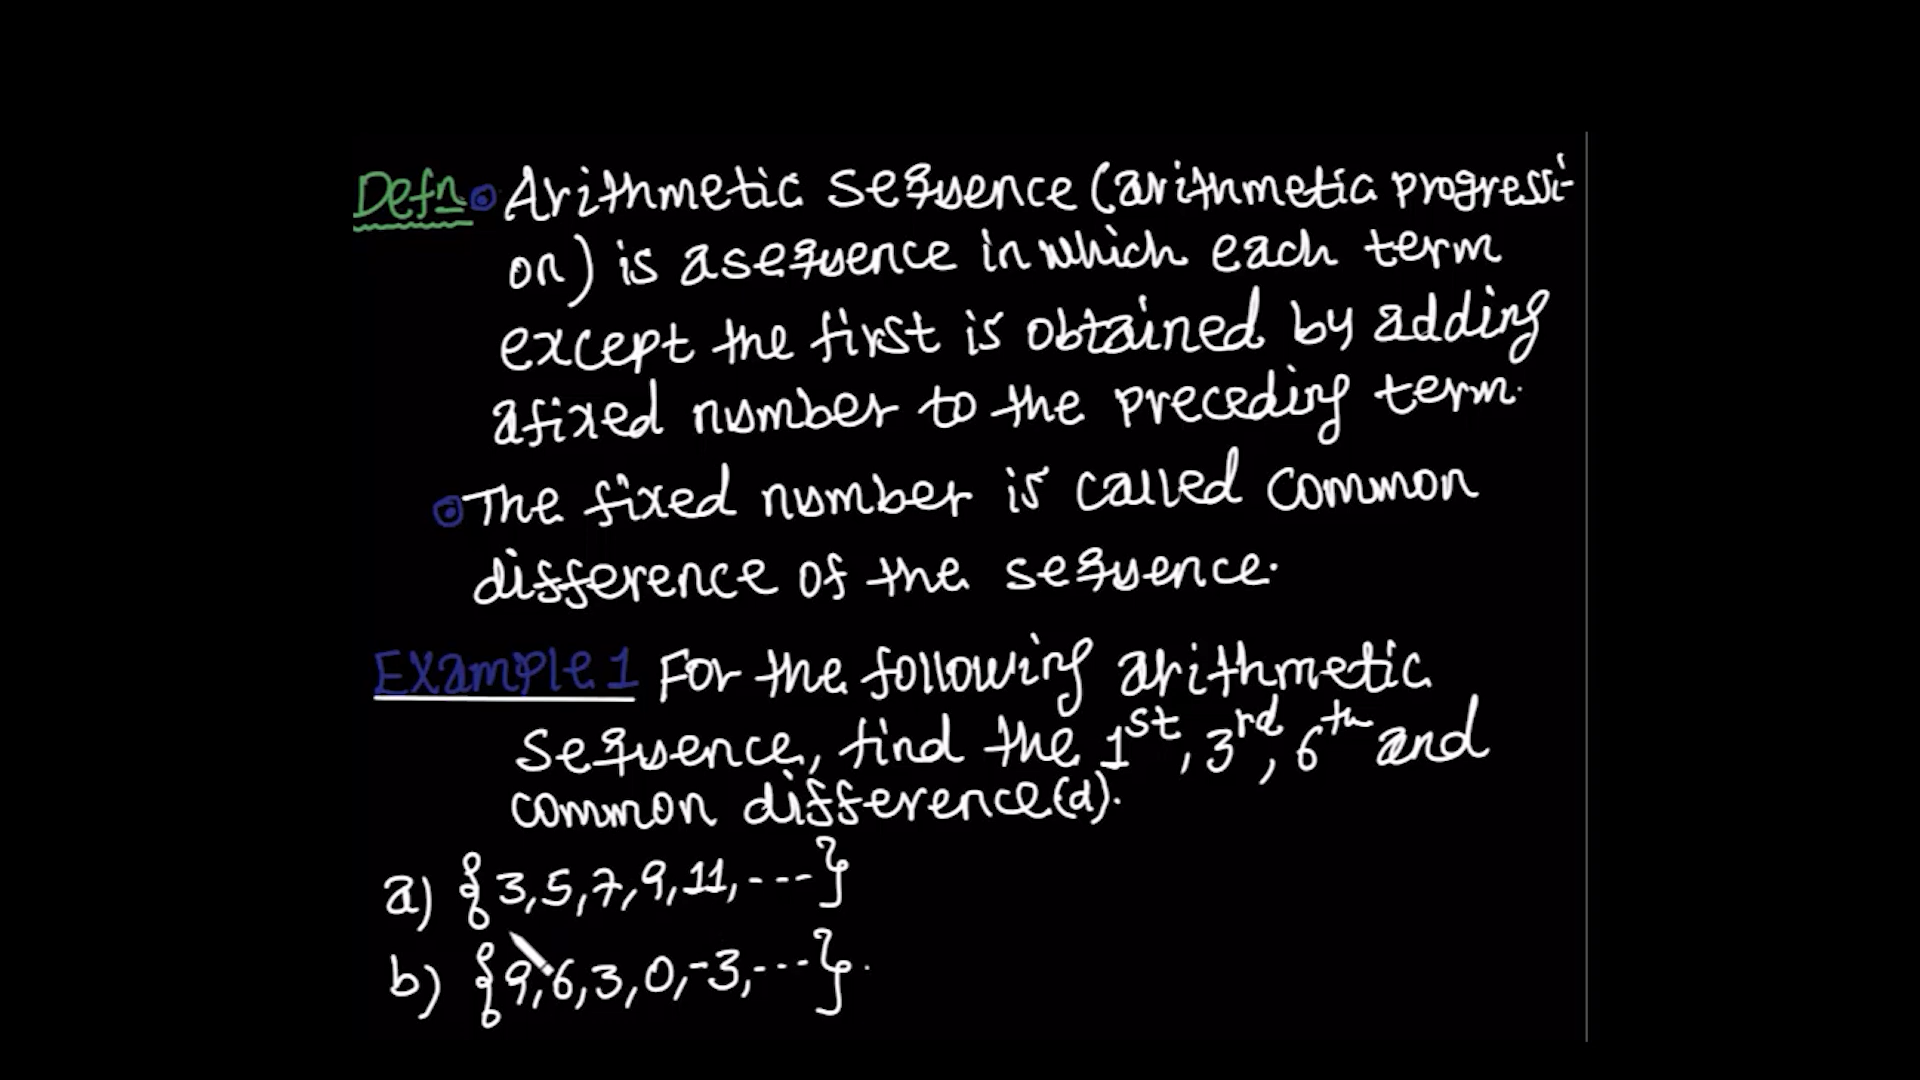 Defn • Arithmetic sequence (arithmetic progressi-
on) is a sequence in which each term
except the first is obtained by adding
a fixed number to the preceding term.
• The fixed number is called common
difference of the sequence.
Example 1 For the following arithmetic
sequence, find the 1st, 3rd, 6th and
common difference(d).
a) {3,5,7,9,11,----}
b) {9,6,3,0,-3,----}.